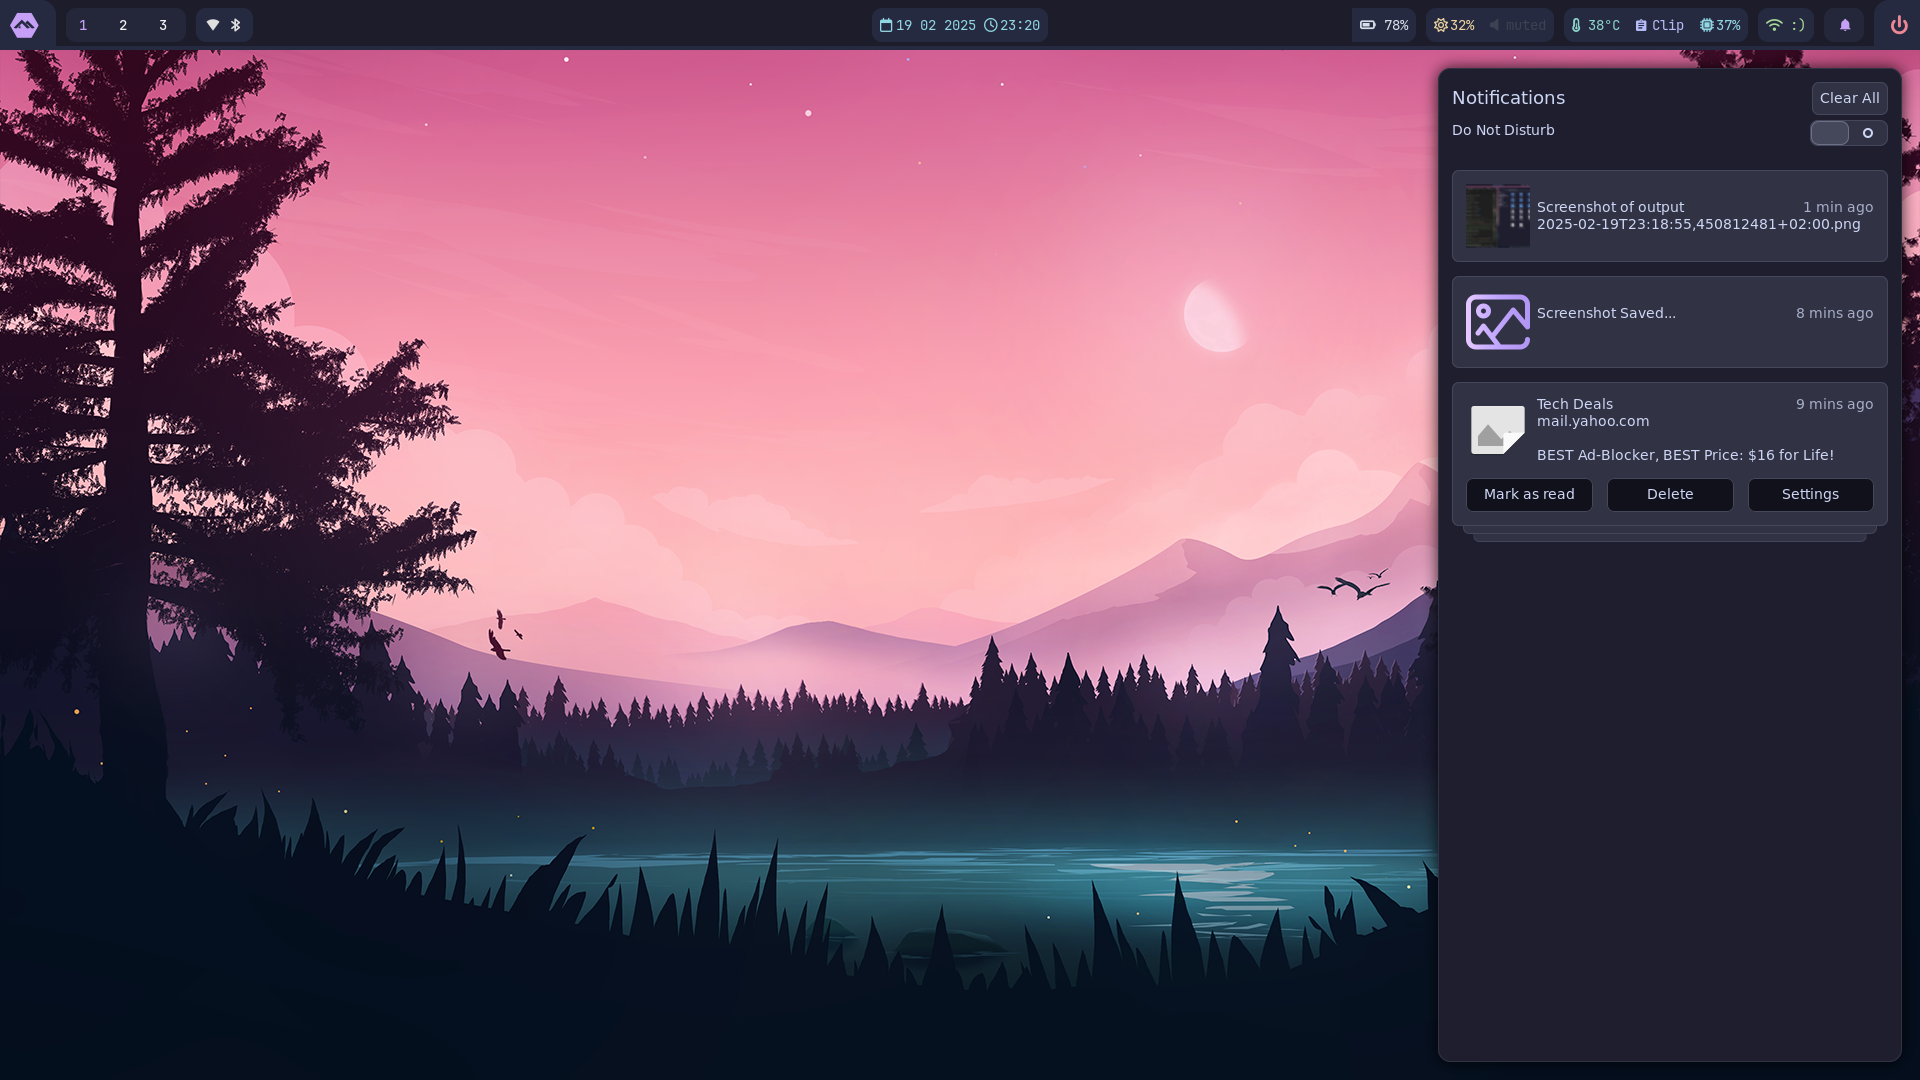 1 2 3
19 02 2025 23:20
78% 32% muted 38°C Clip 37% :)
Notifications
Clear All
Do Not Disturb
Screenshot of output 1 min ago
2025-02-19T23:18:55,450812481+02:00.png
Screenshot Saved... 8 mins ago
Tech Deals 9 mins ago
mail.yahoo.com
BEST Ad-Blocker, BEST Price: $16 for Life!
Mark as read Delete Settings